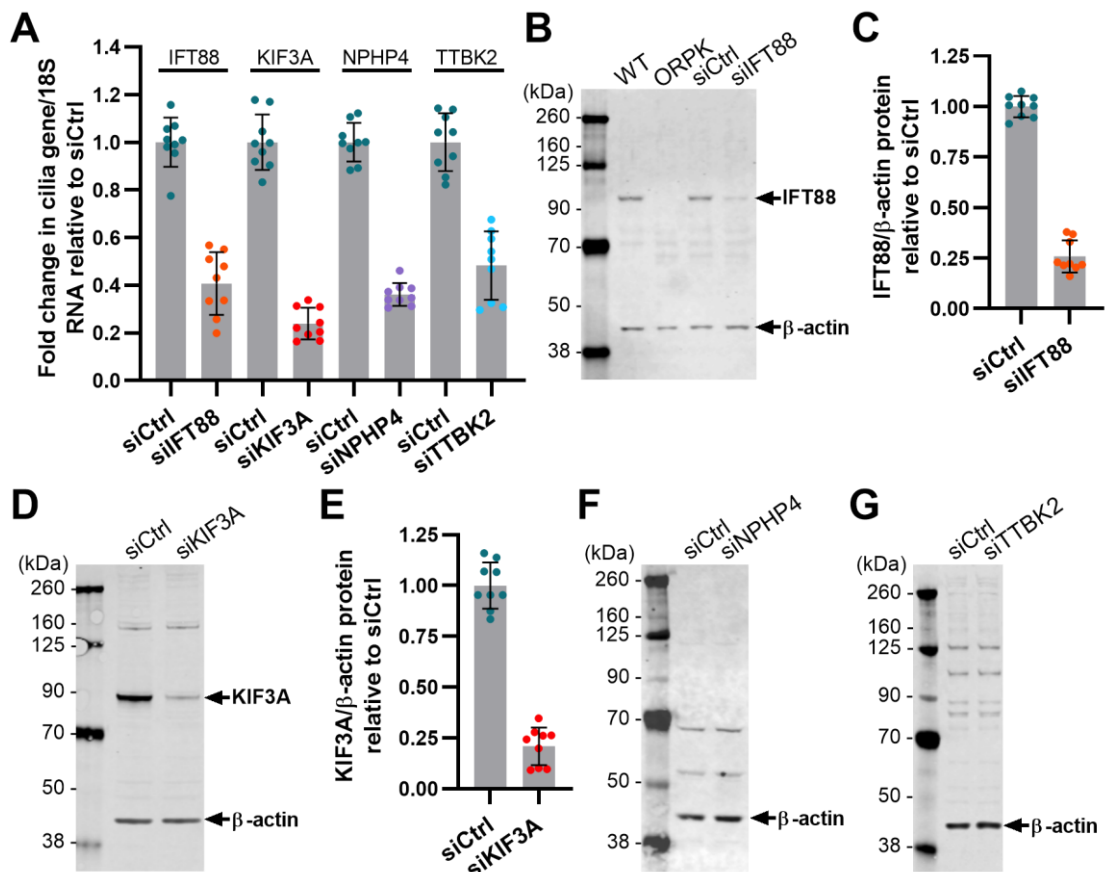 A
Fold change in cilia gene/18S
RNA relative to siCtrl
1.4
1.2
1.0
0.8
0.6
0.4
0.2
0.0
IFT88 KIF3A NPHP4 TTBK2
siCtrl siIFT88 siCtrl siKIF3A siCtrl siNPHP4 siCtrl siTTBK2
B
WT ORPK siCtrl siIFT88
(kDa)
260 -
160 -
125 -
90 -
70 -
50 -
38 -
IFT88
β-actin
C
IFT88/β-actin protein
relative to siCtrl
1.25
1.00
0.75
0.50
0.25
0.00
siCtrl siIFT88
D
siCtrl siKIF3A
(kDa)
260 -
160 -
125 -
90 -
70 -
50 -
38 -
KIF3A
β-actin
E
KIF3A/β-actin protein
relative to siCtrl
1.25
1.00
0.75
0.50
0.25
0.00
siCtrl siKIF3A
F
siCtrl siNPHP4
(kDa)
260 -
160 -
125 -
90 -
70 -
50 -
38 -
β-actin
G
siCtrl siTTBK2
(kDa)
260 -
160 -
125 -
90 -
70 -
50 -
38 -
β-actin